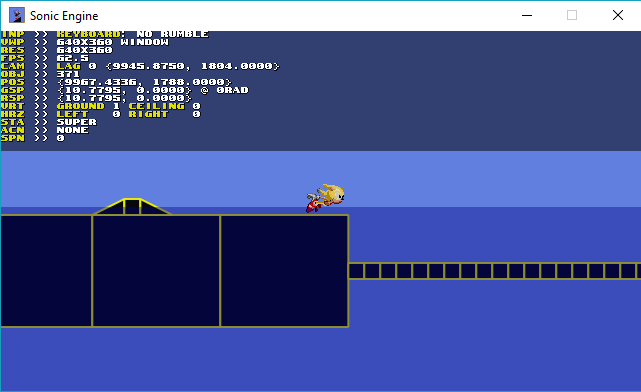 Sonic Engine
INP >> KEYBOARD: NO RUMBLE
VWP >> 640X360 WINDOW
RES >> 640X360
FPS >> 62.5
CAM >> LAG 0 {9945.8750, 1804.0000}
OBJ >> 371
POS >> {9967.4336, 1788.0000}
GSP >> {10.7795, 0.0000} @ 0RAD
RSP >> {10.7795, 0.0000}
VRT >> GROUND 1 CEILING 0
HRZ >> LEFT 0 RIGHT 0
STA >> SUPER
ACN >> NONE
SPN >> 0